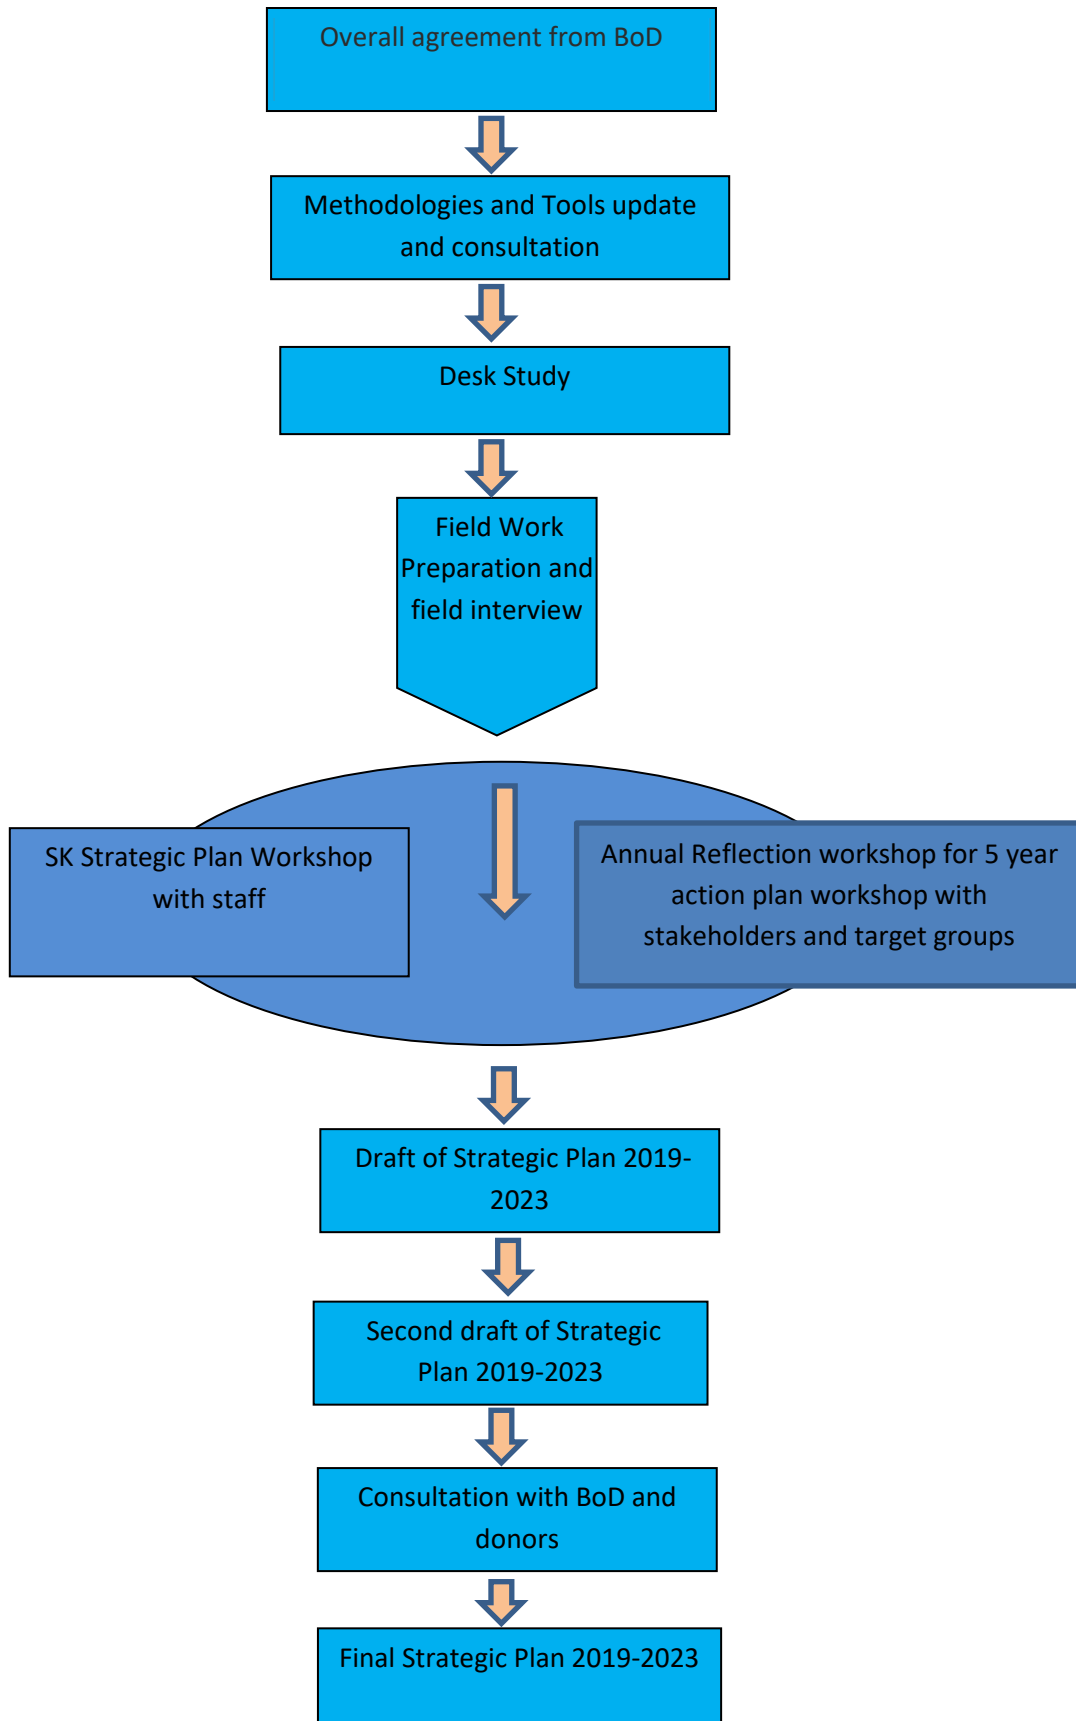 Overall agreement from BoD
Methodologies and Tools update
and consultation
Desk Study
Field Work
Preparation and
field interview
SK Strategic Plan Workshop
with staff
Annual Reflection workshop for 5 year
action plan workshop with
stakeholders and target groups
Draft of Strategic Plan 2019-
2023
Second draft of Strategic
Plan 2019-2023
Consultation with BoD and
donors
Final Strategic Plan 2019-2023